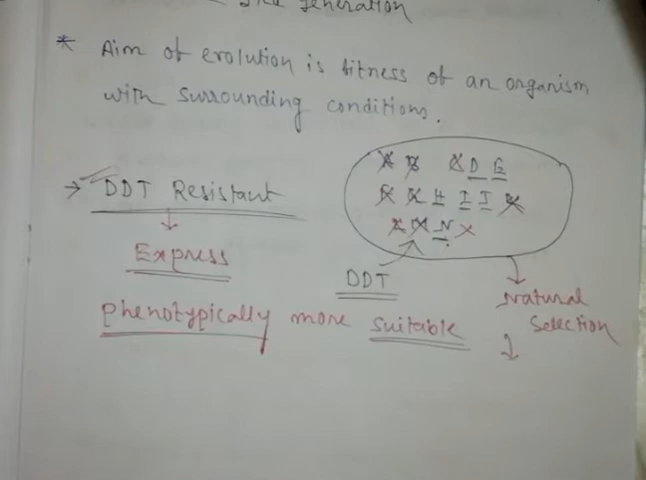 generation
* Aim of evolution is fitness of an organism
with surrounding conditions.
→ DDT Resistant
Express
phenotypically more suitable
D E
H I J
N
DDT
Natural
Selection